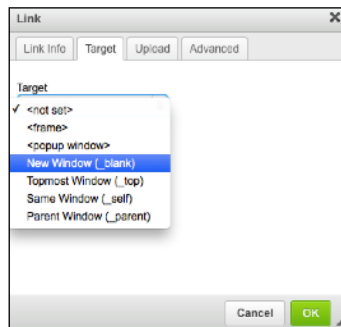 Link
Link Info Target Upload Advanced
Target
<not set>
<frame>
<popup window>
New Window (_blank)
Topmost Window (_top)
Same Window (_self)
Parent Window (_parent)
Cancel OK